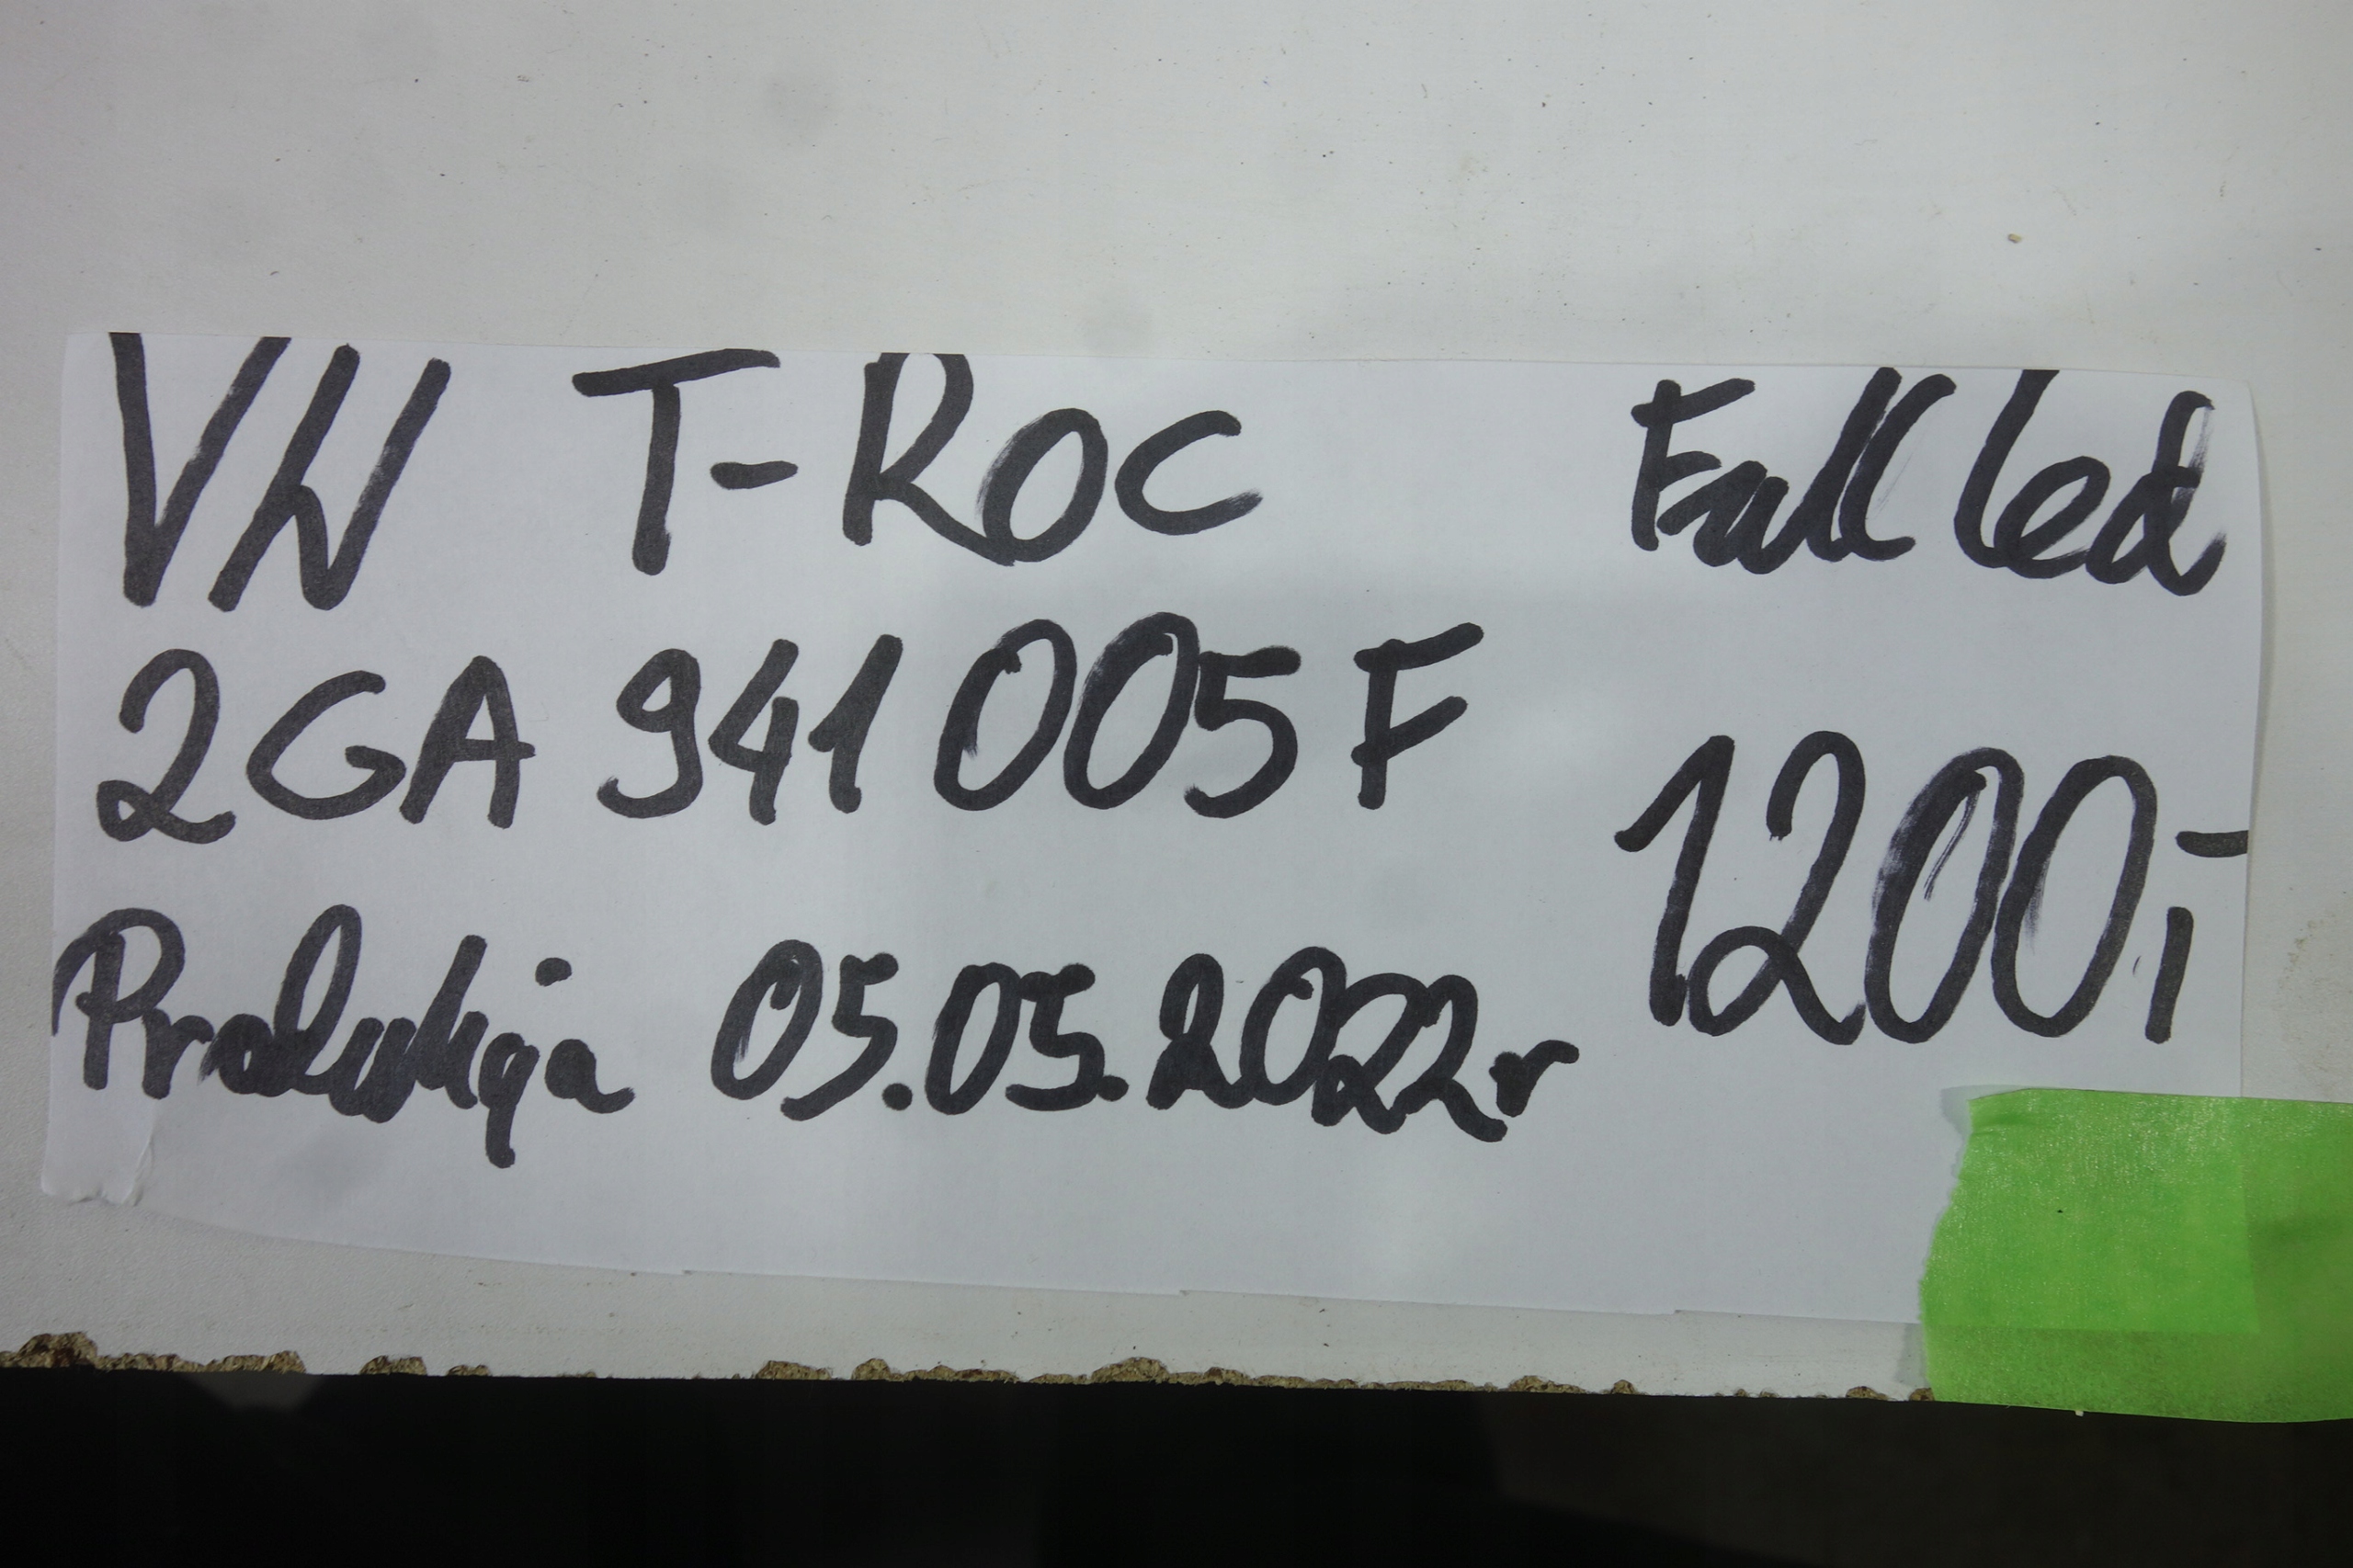 VW T-Roc Full led
2GA 941 005 F
1200,-
Produkcja 05.05.2022r